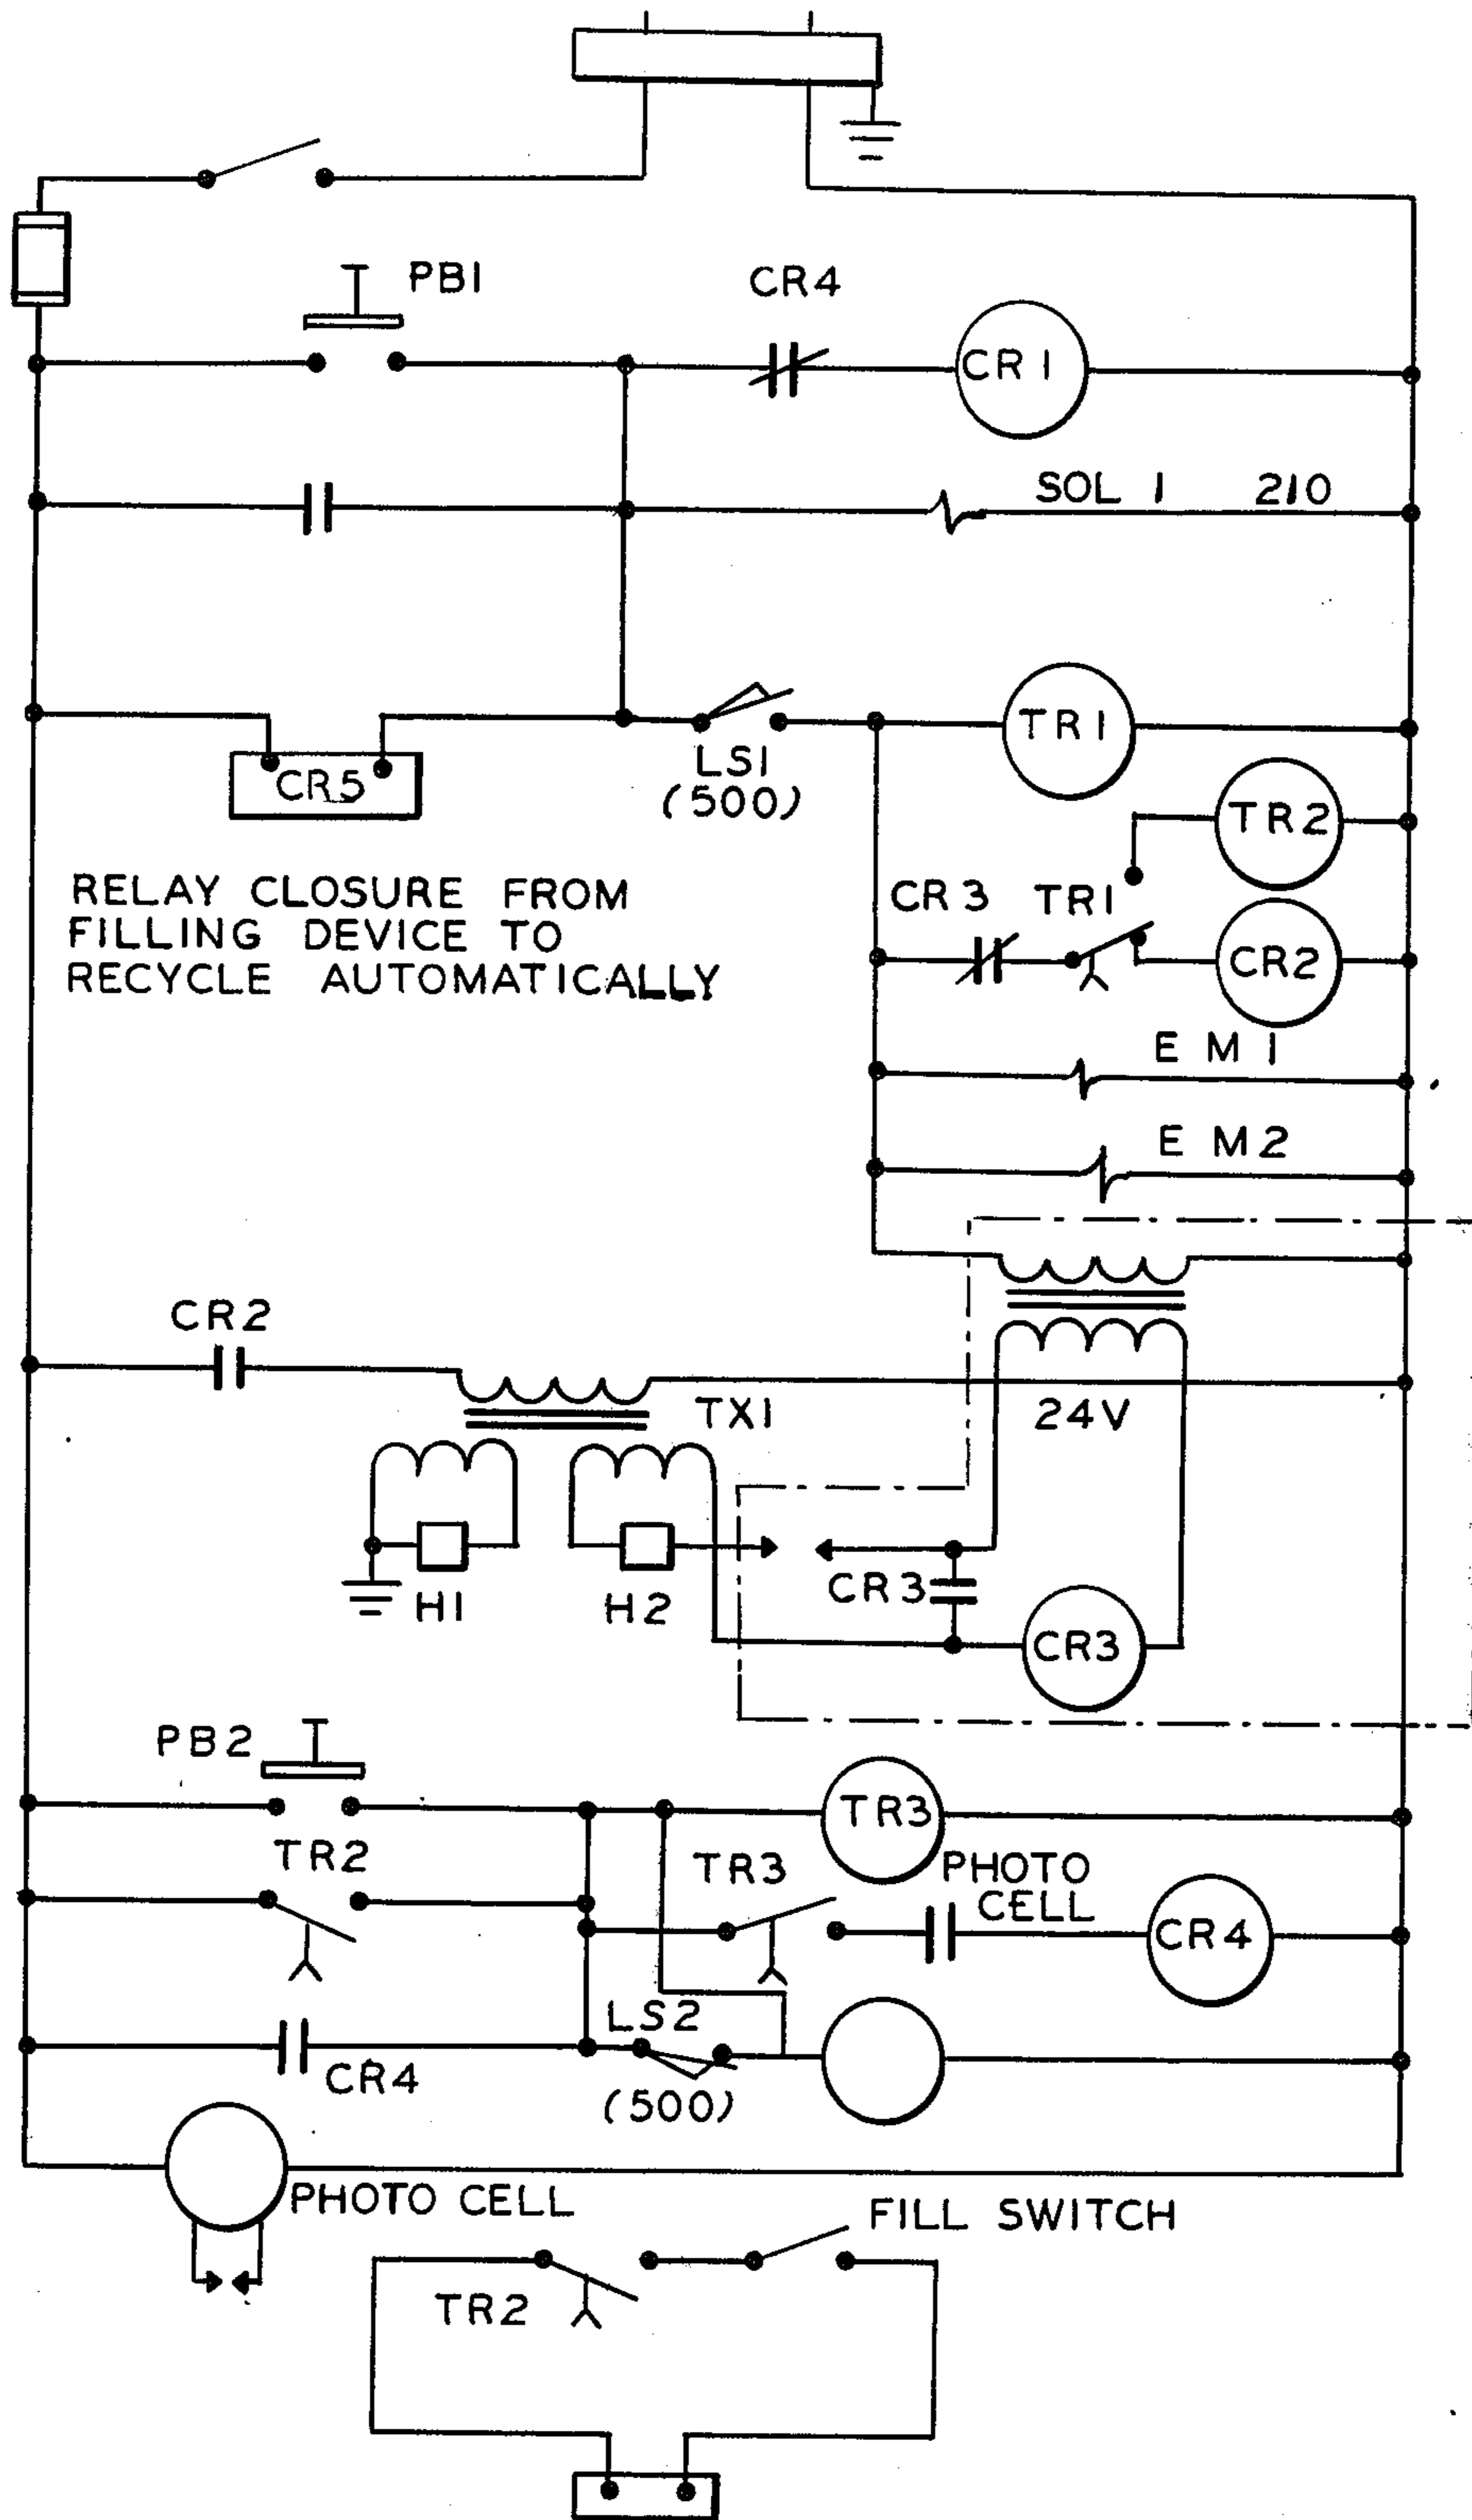 PB1
CR4
CR1
SOL 1 210
TR1
CR5
LS1
(500)
TR2
RELAY CLOSURE FROM
FILLING DEVICE TO
RECYCLE AUTOMATICALLY
CR3 TR1
CR2
EM1
EM2
CR2
TX1
24V
CR3
H1
H2
CR3
PB2
TR3
TR2
TR3
PHOTO
CELL
CR4
LS2
CR4
(500)
PHOTO CELL
FILL SWITCH
TR2